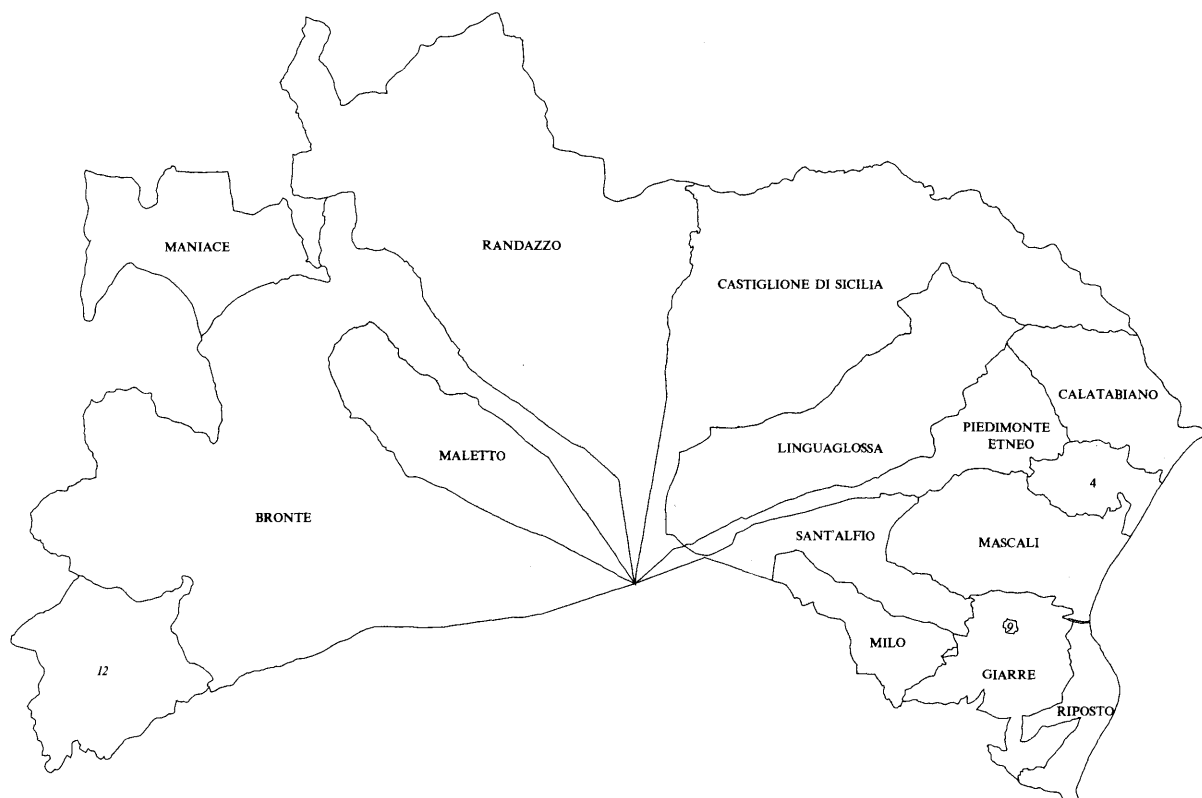 MANIACE
RANDAZZO
CASTIGLIONE DI SICILIA
CALATABIANO
PIEDIMONTE
ETNEO
LINGUAGLOSSA
MALETTO
4
BRONTE
SANT'ALFIO
MASCALI
9
MILO
12
GIARRE
RIPOSTO